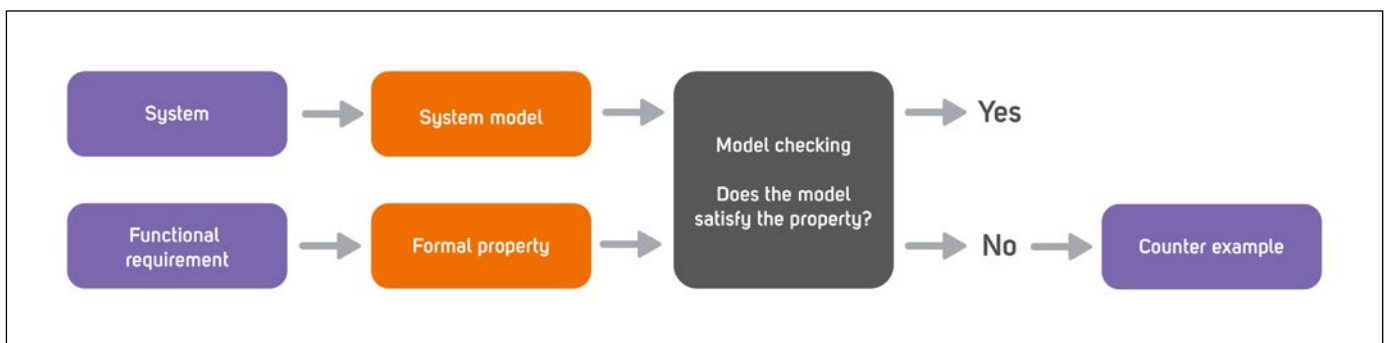 System
System model
Model checking
Does the model
satisfy the property?
Yes
Functional
requirement
Formal property
No
Counter example